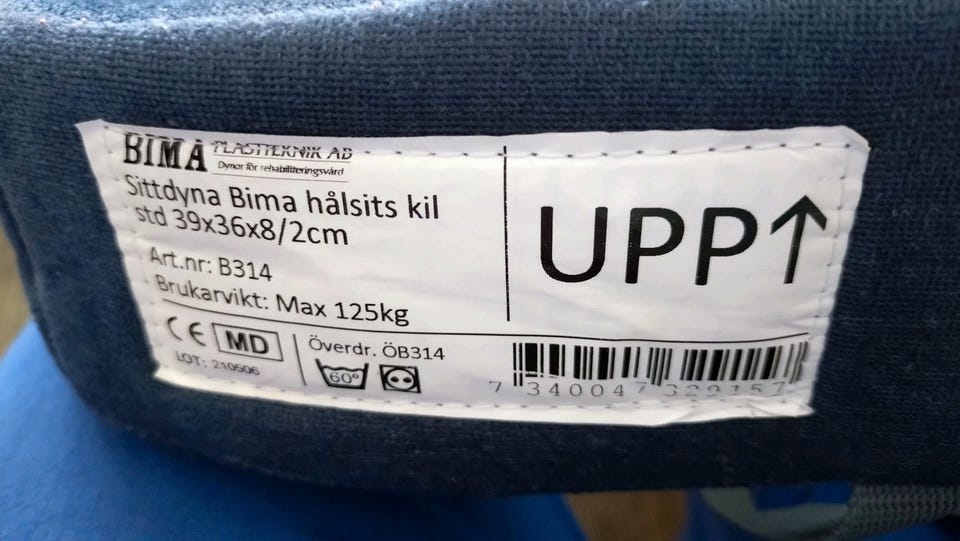 BIMA PLASTTEKNIK AB
Dynor för rehabiliteringsvård
Sittdyna Bima hålsits kil
std 39x36x8/2cm
Art.nr: B314
Brukarvikt: Max 125kg
UPP↑
CE MD
LOT: 210506
Överdr. ÖB314
60°
7 340047 329157